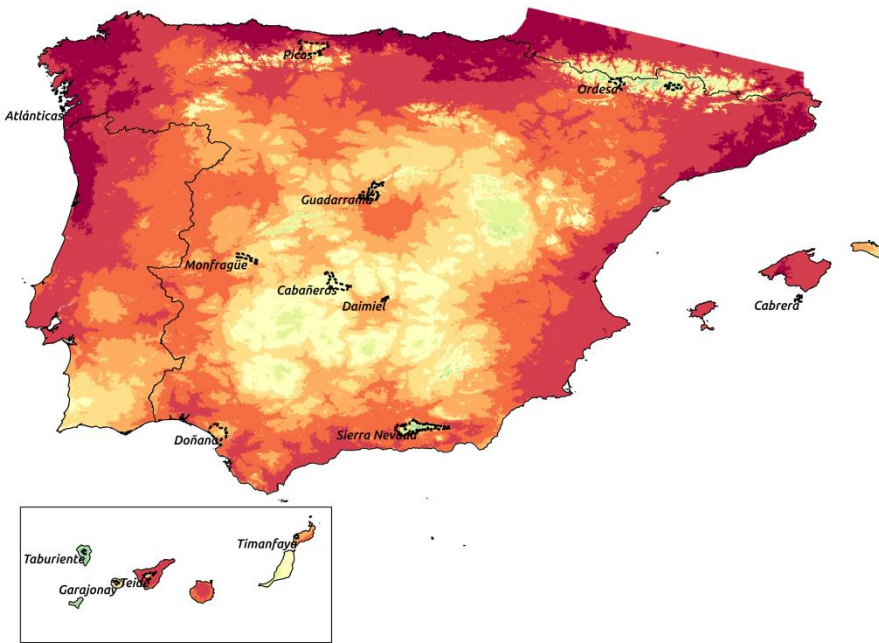 Picos
Ordesa
Atlánticas
Guadarrama
Monfragüe
Cabañeros
Daimiel
Cabrera
Doñana
Sierra Nevada
Timanfaya
Taburiente
Garajonay
Teide